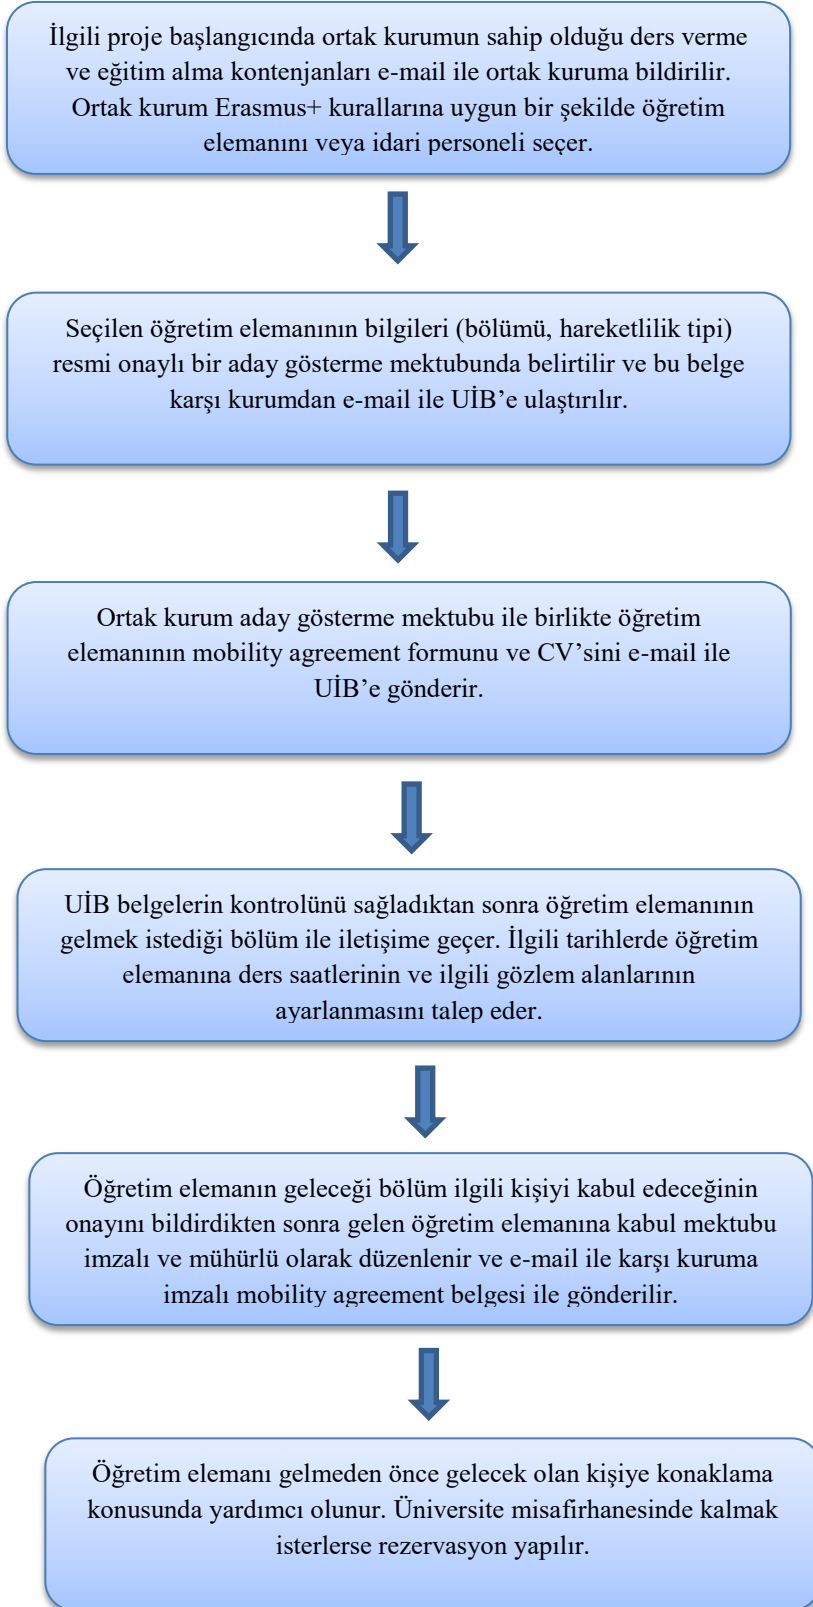 İlgili proje başlangıcında ortak kurumun sahip olduğu ders verme
ve eğitim alma kontenjanları e-mail ile ortak kuruma bildirilir.
Ortak kurum Erasmus+ kurallarına uygun bir şekilde öğretim
elemanını veya idari personeli seçer.
Seçilen öğretim elemanının bilgileri (bölümü, hareketlilik tipi)
resmi onaylı bir aday gösterme mektubunda belirtilir ve bu belge
karşı kurumdan e-mail ile UİB’e ulaştırılır.
Ortak kurum aday gösterme mektubu ile birlikte öğretim
elemanının mobility agreement formunu ve CV’sini e-mail ile
UİB’e gönderir.
UİB belgelerin kontrolünü sağladıktan sonra öğretim elemanının
gelmek istediği bölüm ile iletişime geçer. İlgili tarihlerde öğretim
elemanına ders saatlerinin ve ilgili gözlem alanlarının
ayarlanmasını talep eder.
Öğretim elemanın geleceği bölüm ilgili kişiyi kabul edeceğinin
onayını bildirdikten sonra gelen öğretim elemanına kabul mektubu
imzalı ve mühürlü olarak düzenlenir ve e-mail ile karşı kuruma
imzalı mobility agreement belgesi ile gönderilir.
Öğretim elemanı gelmeden önce gelecek olan kişiye konaklama
konusunda yardımcı olunur. Üniversite misafirhanesinde kalmak
isterlerse rezervasyon yapılır.